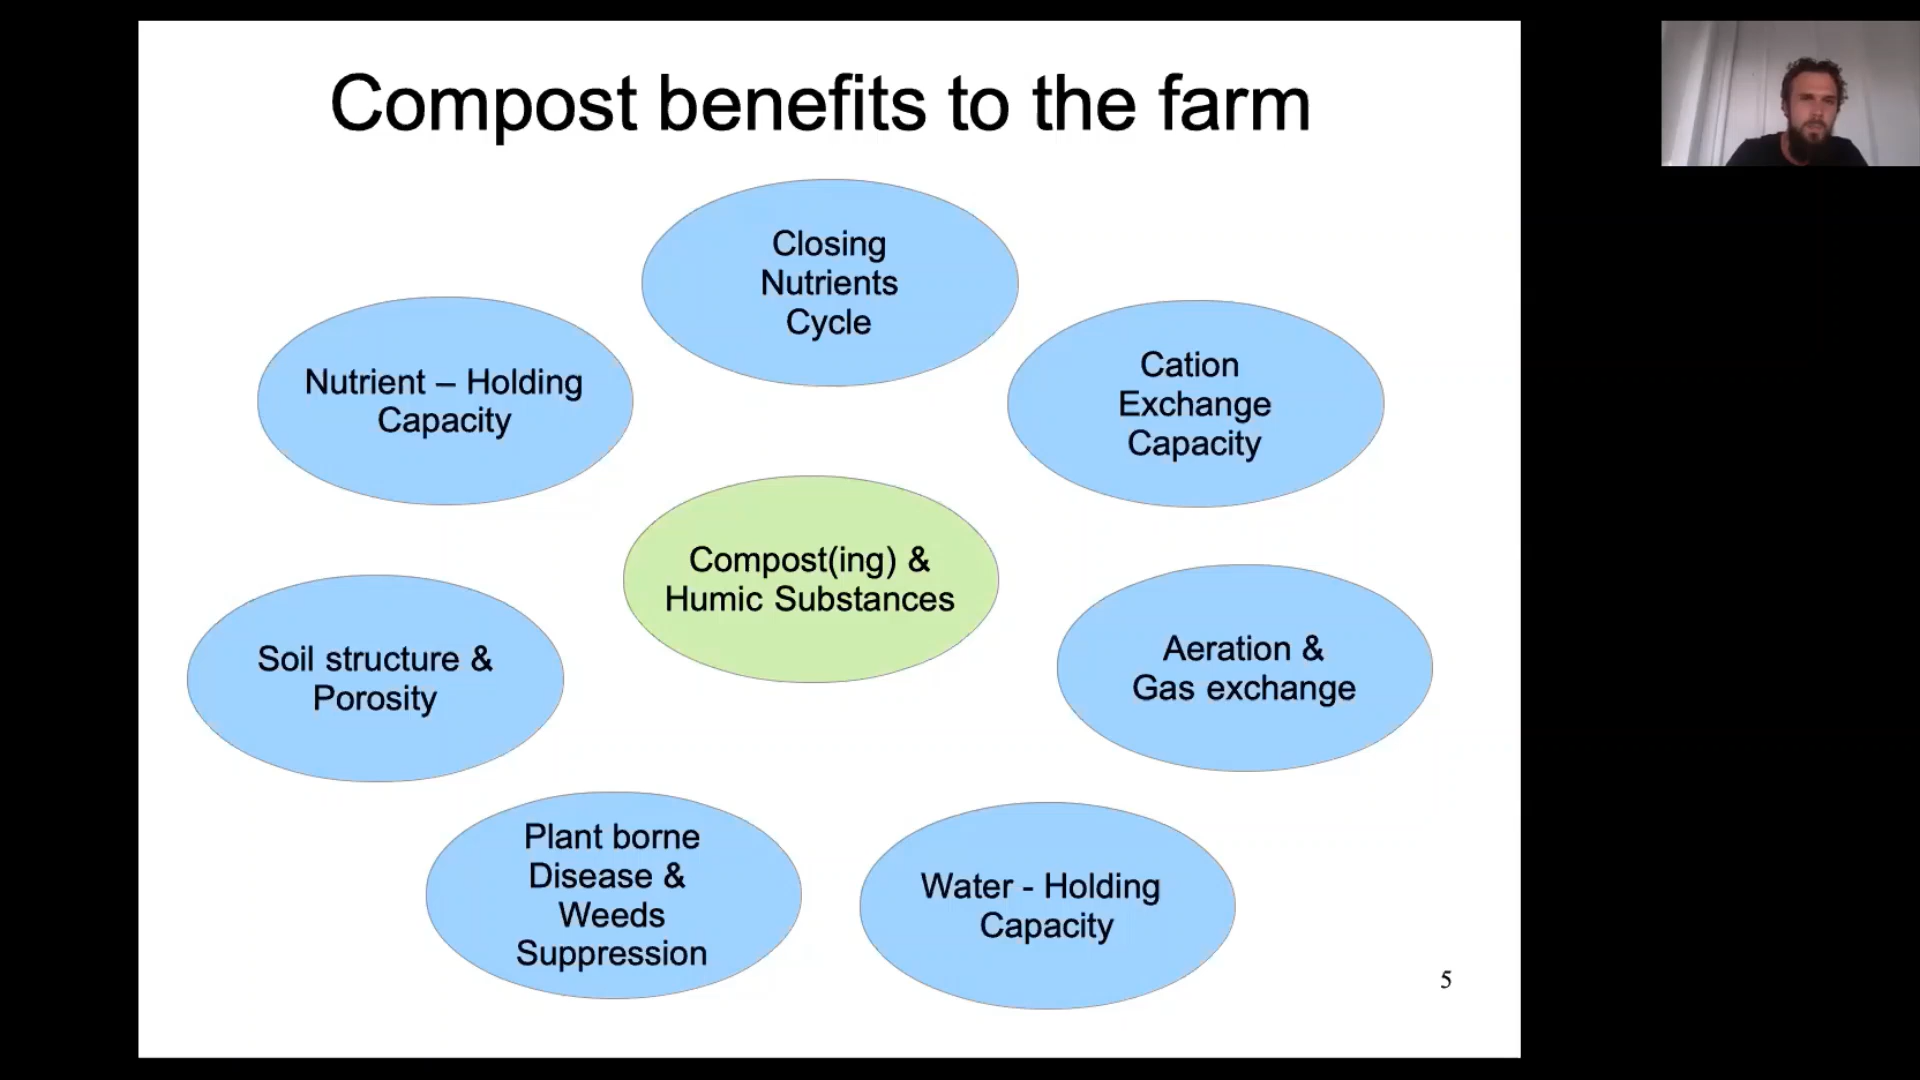 Compost benefits to the farm
Closing
Nutrients
Cycle
Nutrient – Holding
Capacity
Cation
Exchange
Capacity
Compost(ing) &
Humic Substances
Soil structure &
Porosity
Aeration &
Gas exchange
Plant borne
Disease &
Weeds
Suppression
Water - Holding
Capacity
5